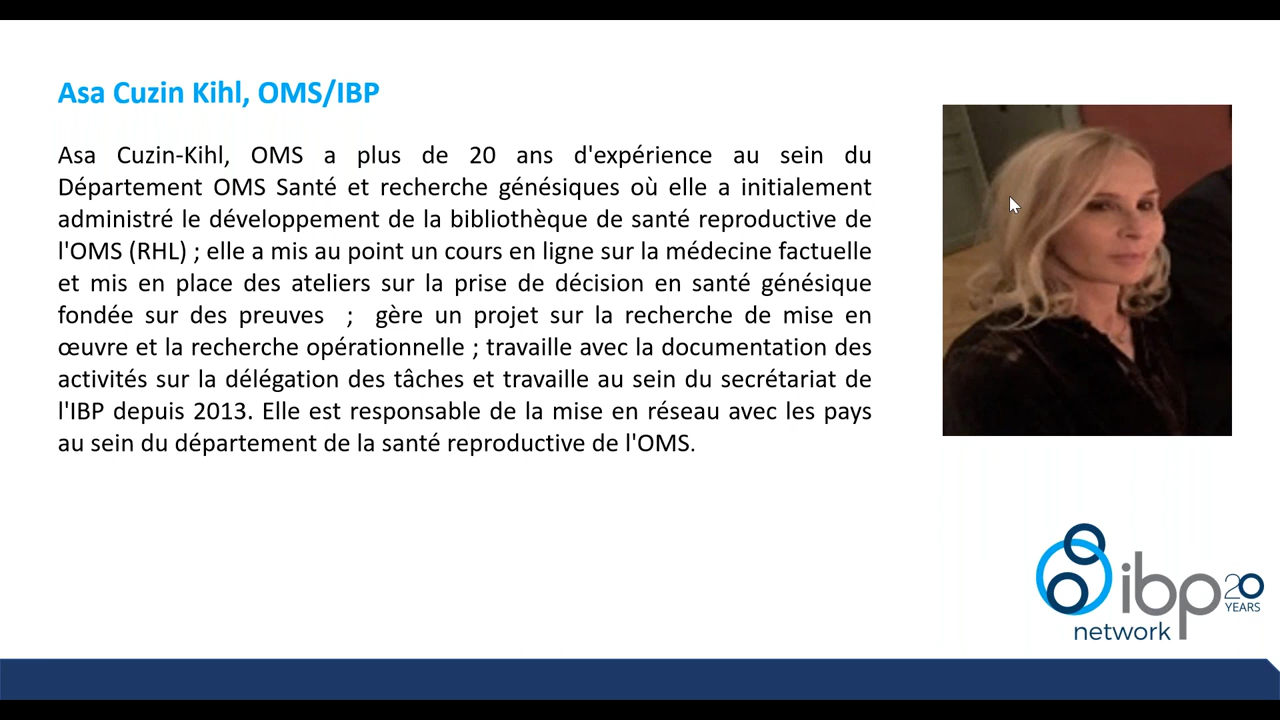 Asa Cuzin Kihl, OMS/IBP
Asa Cuzin-Kihl, OMS a plus de 20 ans d'expérience au sein du
Département OMS Santé et recherche génésiques où elle a initialement
administré le développement de la bibliothèque de santé reproductive de
l'OMS (RHL) ; elle a mis au point un cours en ligne sur la médecine factuelle
et mis en place des ateliers sur la prise de décision en santé génésique
fondée sur des preuves ; gère un projet sur la recherche de mise en
œuvre et la recherche opérationnelle ; travaille avec la documentation des
activités sur la délégation des tâches et travaille au sein du secrétariat de
l'IBP depuis 2013. Elle est responsable de la mise en réseau avec les pays
au sein du département de la santé reproductive de l'OMS.
ibp 20
YEARS
network